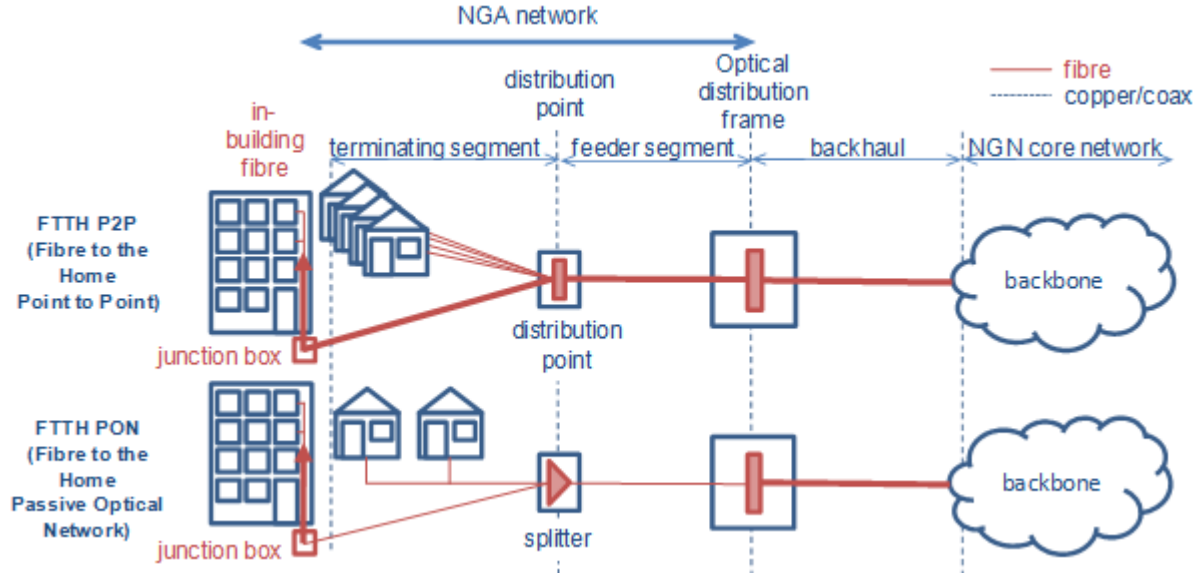 NGA network
distribution
point
Optical
distribution
frame
fibre
copper/coax
in-
building
fibre
terminating segment
feeder segment
backhaul
NGN core network
FTTH P2P
(Fibre to the
Home
Point to Point)
backbone
distribution
point
junction box
FTTH PON
(Fibre to the
Home
Passive Optical
Network)
backbone
splitter
junction box